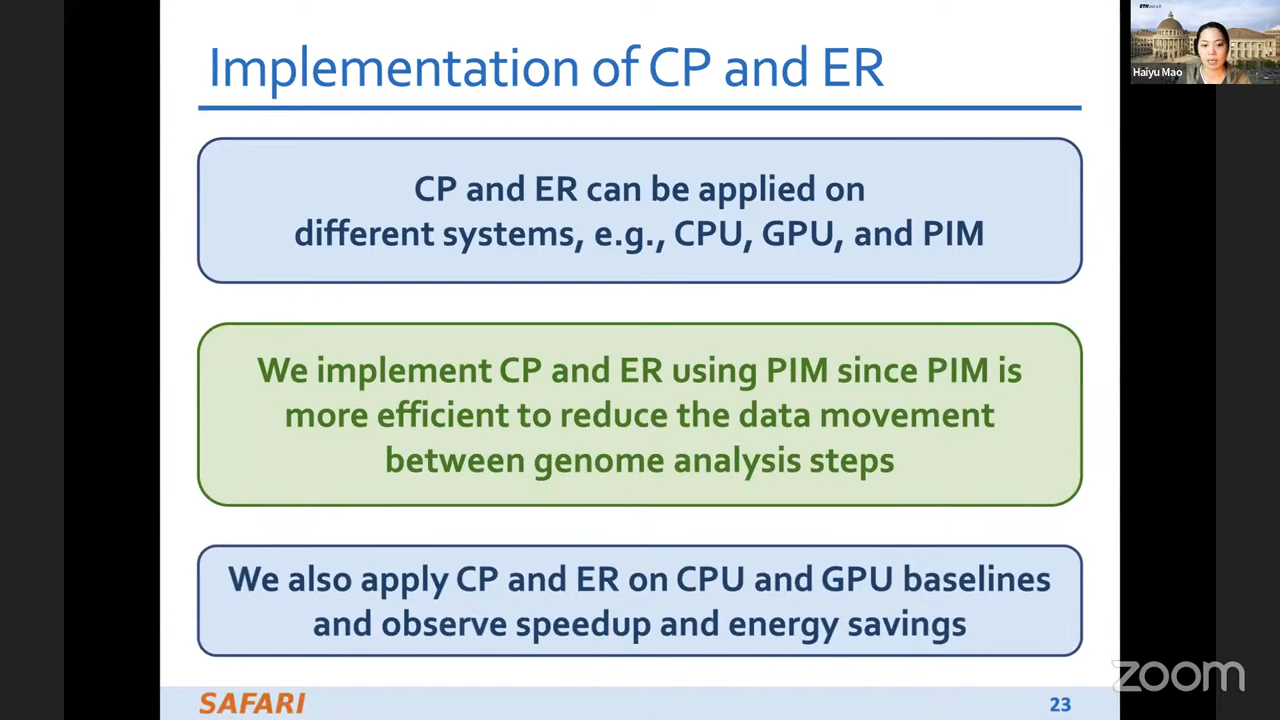 Implementation of CP and ER
CP and ER can be applied on
different systems, e.g., CPU, GPU, and PIM
We implement CP and ER using PIM since PIM is
more efficient to reduce the data movement
between genome analysis steps
We also apply CP and ER on CPU and GPU baselines
and observe speedup and energy savings
SAFARI
23
ETH zürich
Haiyu Mao
zoom